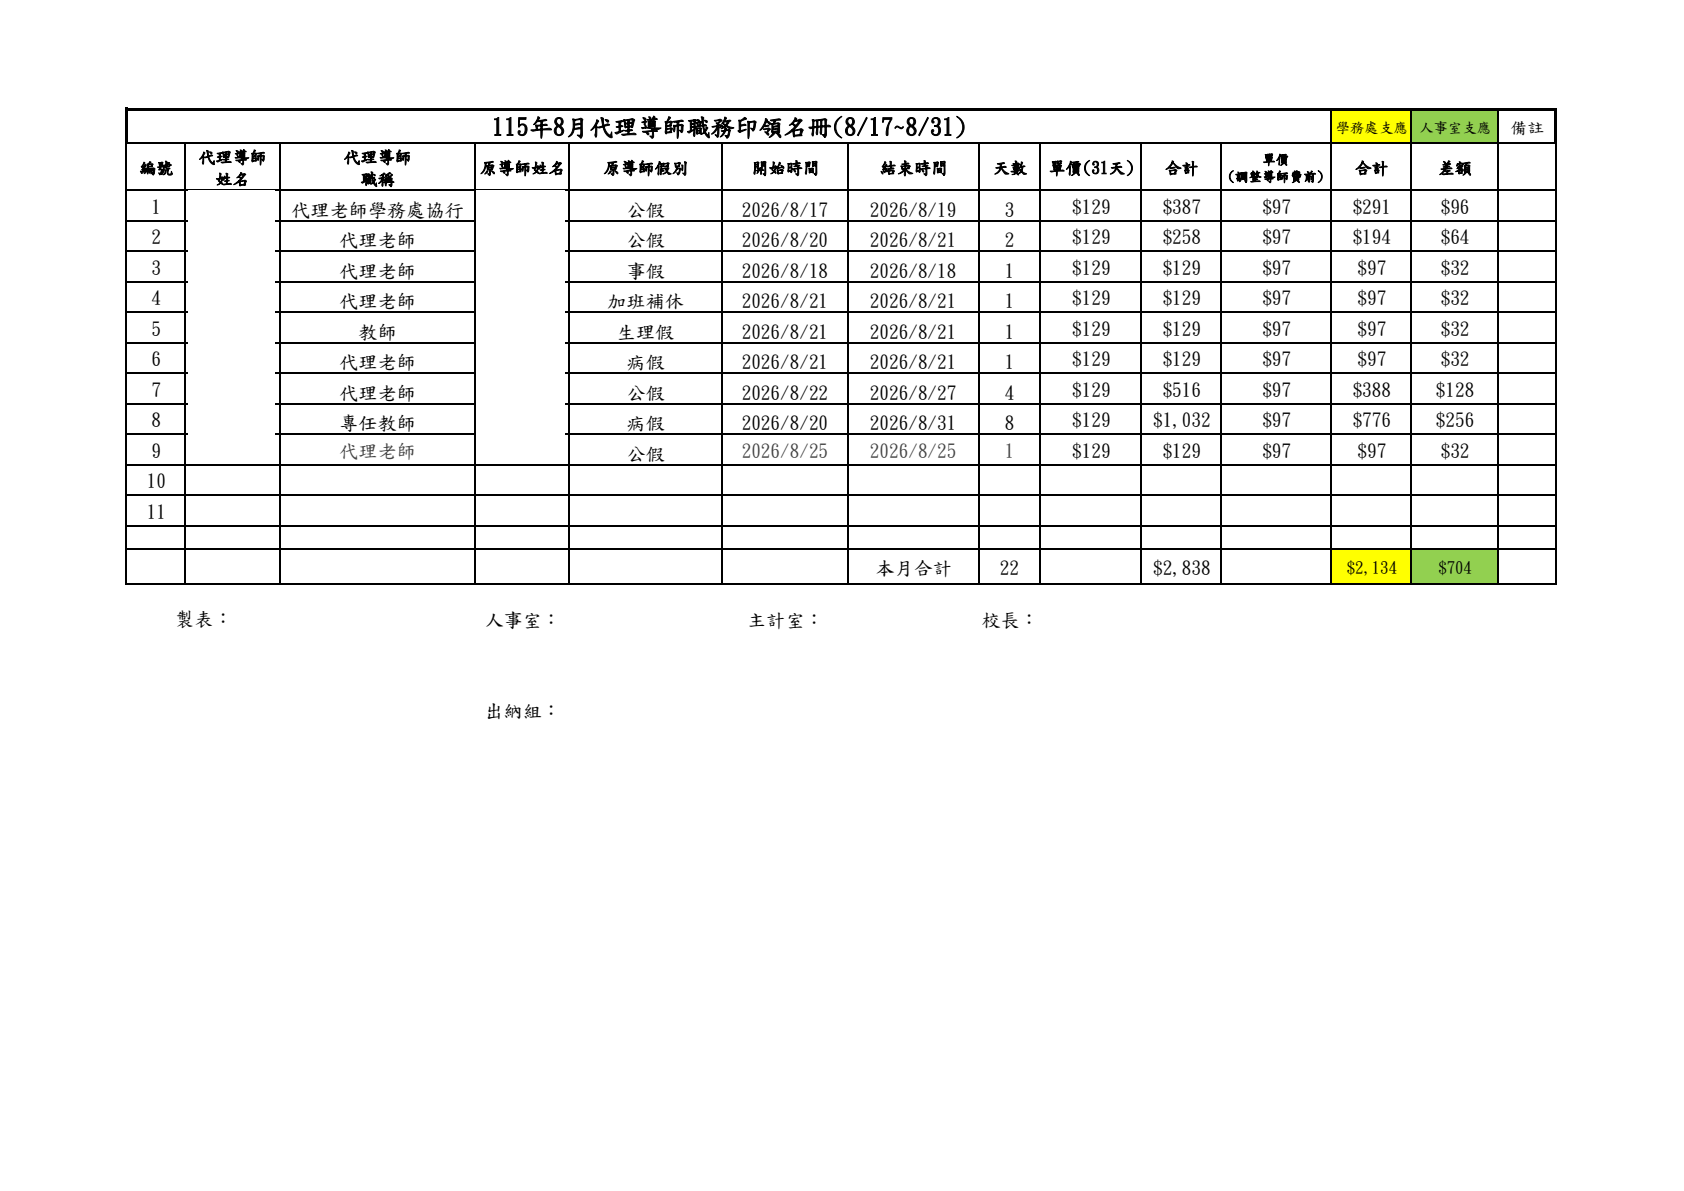 115年8月代理導師職務印領名冊(8/17~8/31) 學務處支應 人事室支應 備註
編號 代理導師姓名 代理導師職稱 原導師姓名 原導師假別 開始時間 結束時間 天數 單價(31天) 合計 單價(調整導師費前) 合計 差額
1 代理老師學務處協行 公假 2026/8/17 2026/8/19 3 $129 $387 $97 $291 $96
2 代理老師 公假 2026/8/20 2026/8/21 2 $129 $258 $97 $194 $64
3 代理老師 事假 2026/8/18 2026/8/18 1 $129 $129 $97 $97 $32
4 代理老師 加班補休 2026/8/21 2026/8/21 1 $129 $129 $97 $97 $32
5 教師 生理假 2026/8/21 2026/8/21 1 $129 $129 $97 $97 $32
6 代理老師 病假 2026/8/21 2026/8/21 1 $129 $129 $97 $97 $32
7 代理老師 公假 2026/8/22 2026/8/27 4 $129 $516 $97 $388 $128
8 專任教師 病假 2026/8/20 2026/8/31 8 $129 $1,032 $97 $776 $256
9 代理老師 公假 2026/8/25 2026/8/25 1 $129 $129 $97 $97 $32
10
11
本月合計 22 $2,838 $2,134 $704
製表： 人事室： 主計室： 校長：
出納組：